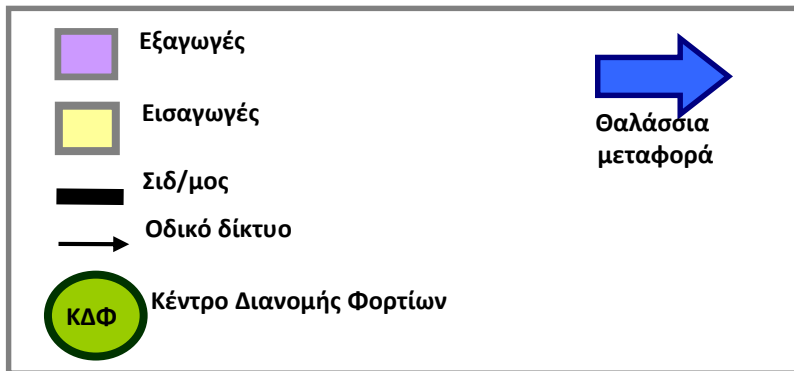 Εξαγωγές
Εισαγωγές
Σιδ/μος
Οδικό δίκτυο
ΚΔΦ
Κέντρο Διανομής Φορτίων
Θαλάσσια
μεταφορά